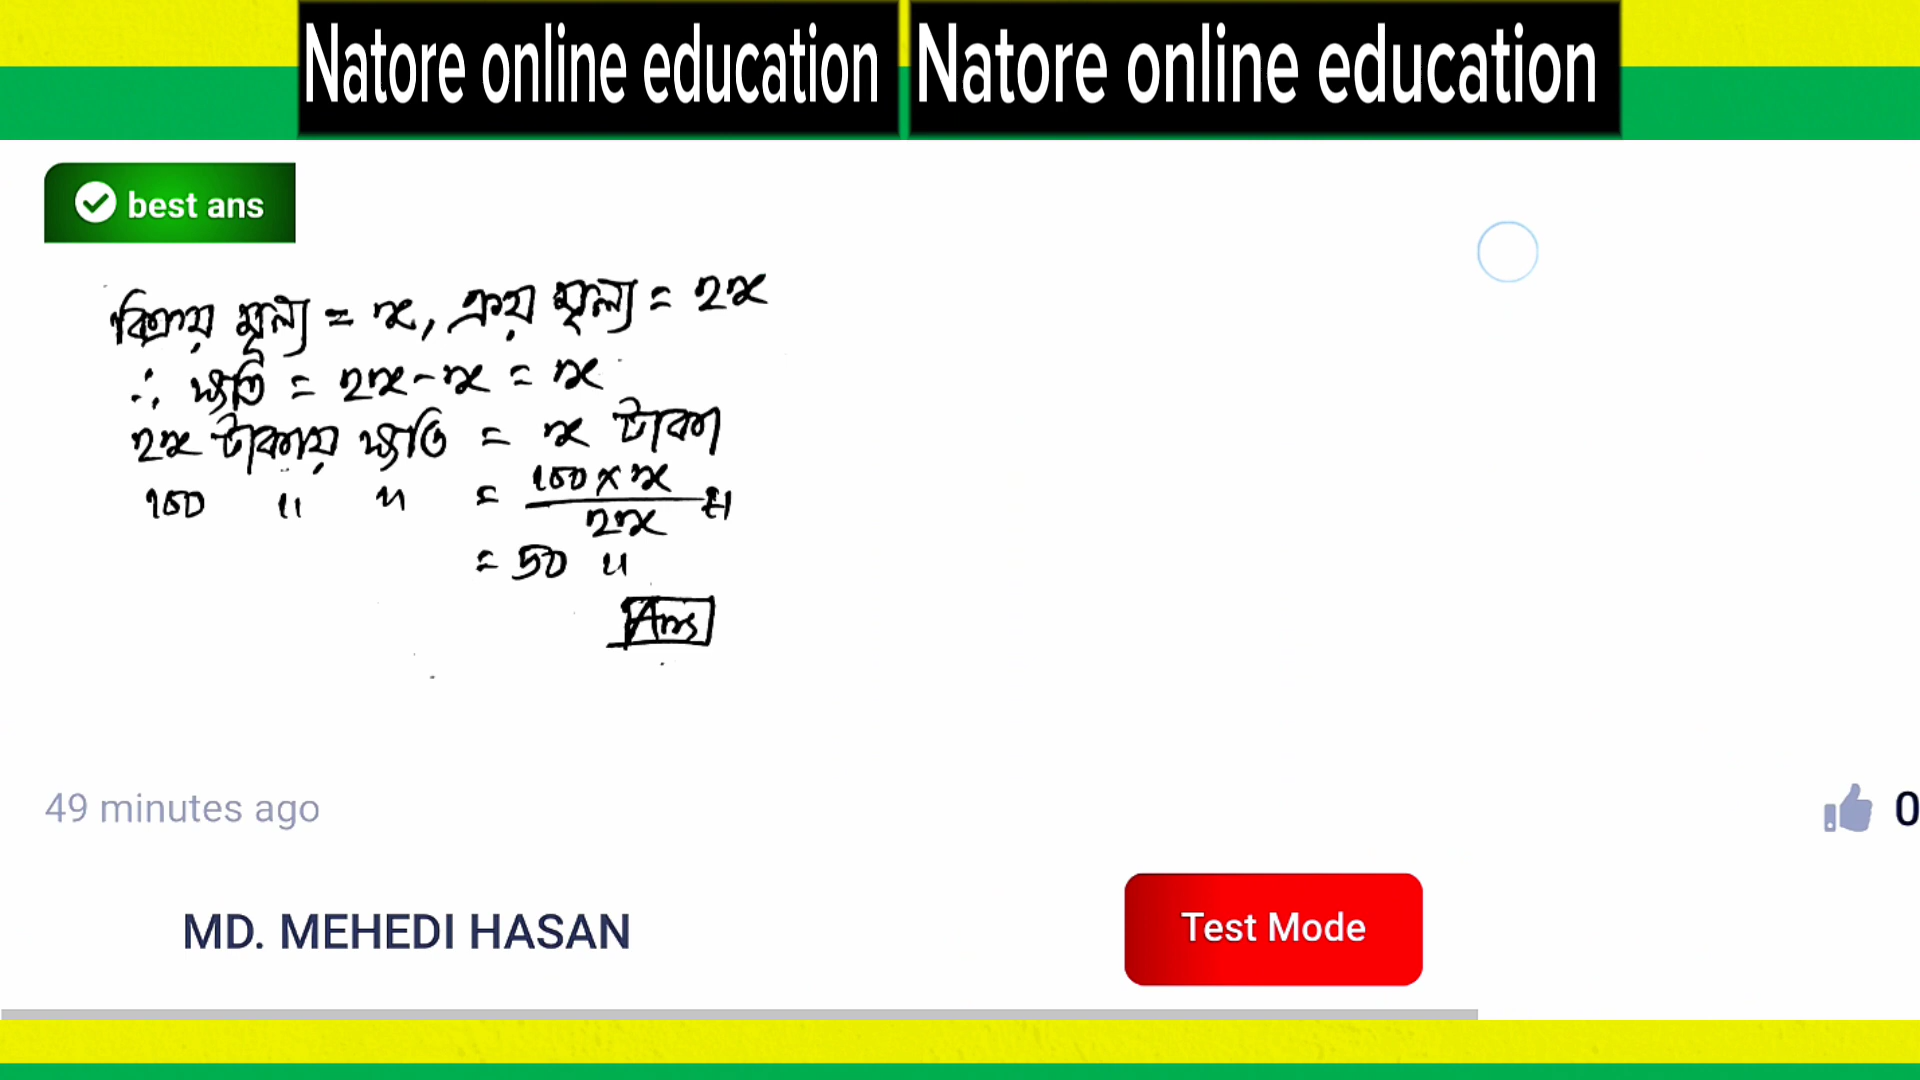 Natore online education Natore online education
best ans
বিক্রয় মূল্য = x, ক্রয় মূল্য = 2x
∴ ক্ষতি = 2x - x = x
2x টাকায় ক্ষতি = x টাকা
100 " " = 100 × x / 2x "
= 50 "
Ans
49 minutes ago
0
MD. MEHEDI HASAN
Test Mode